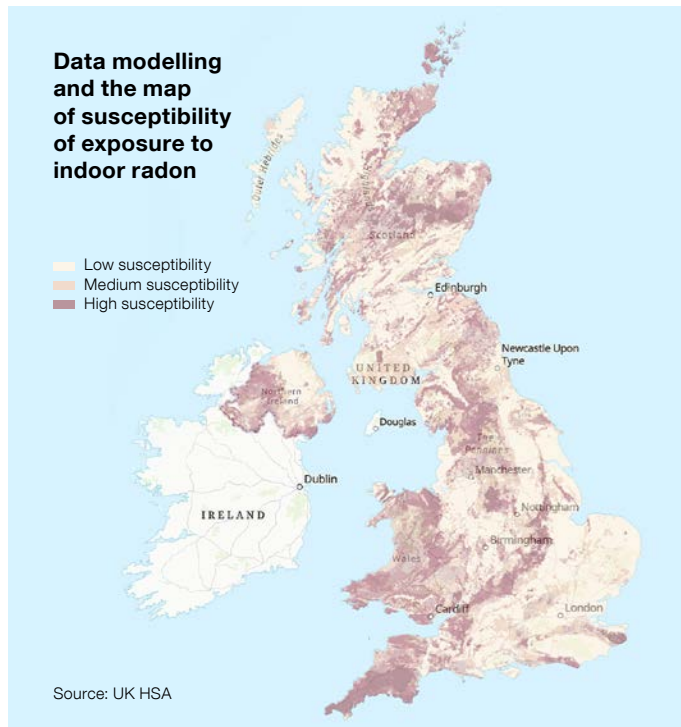 Data modelling
and the map
of susceptibility
of exposure to
indoor radon
Outer Hebrides
Highland
Scotland
Low susceptibility
Medium susceptibility
High susceptibility
Edinburgh
Newcastle Upon
Tyne
UNITED
KINGDOM
Northern
Ireland
Douglas
The
Pennines
Manchester
Dublin
Nottingham
IRELAND
Birmingham
Wales
Cardiff
London
Source: UK HSA